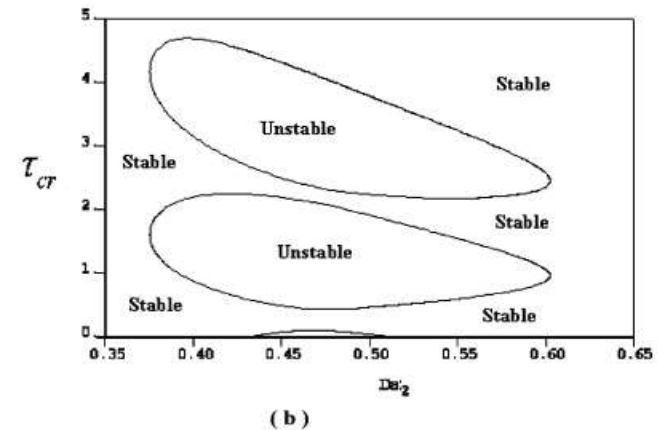 5
Stable
4
Unstable
3
Stable
τcr
2
Stable
Unstable
1
Stable
Stable
0
0.35 0.40 0.45 0.50 0.55 0.60 0.65
( b )